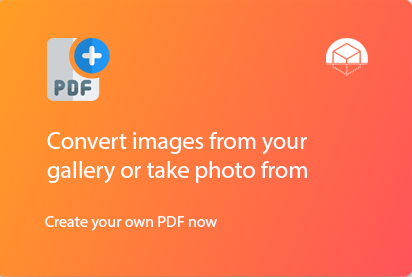 PDF
Convert images from your
gallery or take photo from
Create your own PDF now